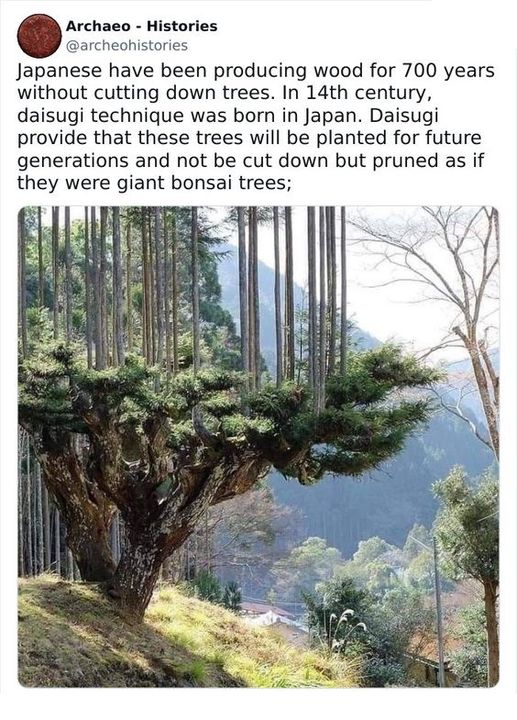 Archaeo - Histories
@archeohistories
Japanese have been producing wood for 700 years
without cutting down trees. In 14th century,
daisugi technique was born in Japan. Daisugi
provide that these trees will be planted for future
generations and not be cut down but pruned as if
they were giant bonsai trees;